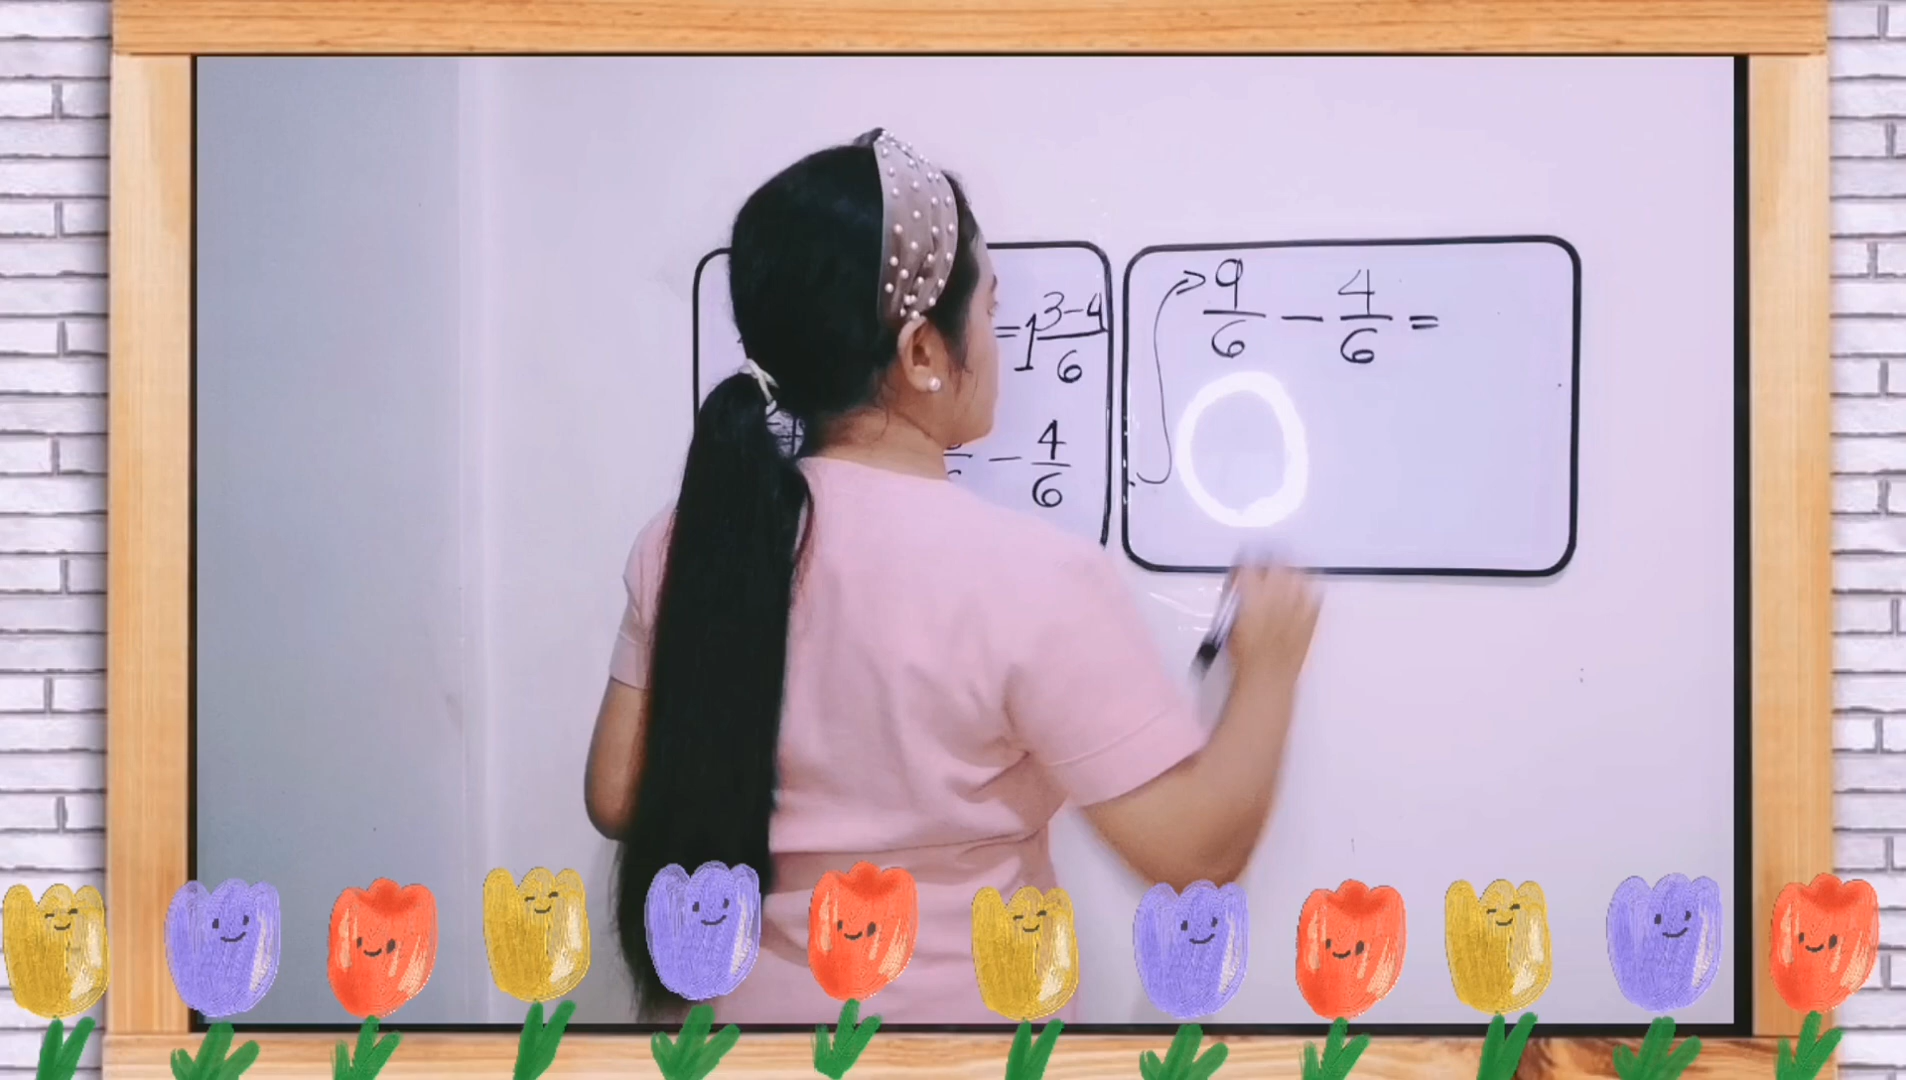 = 1 3-4/6
- 4/6
9/6 - 4/6 =